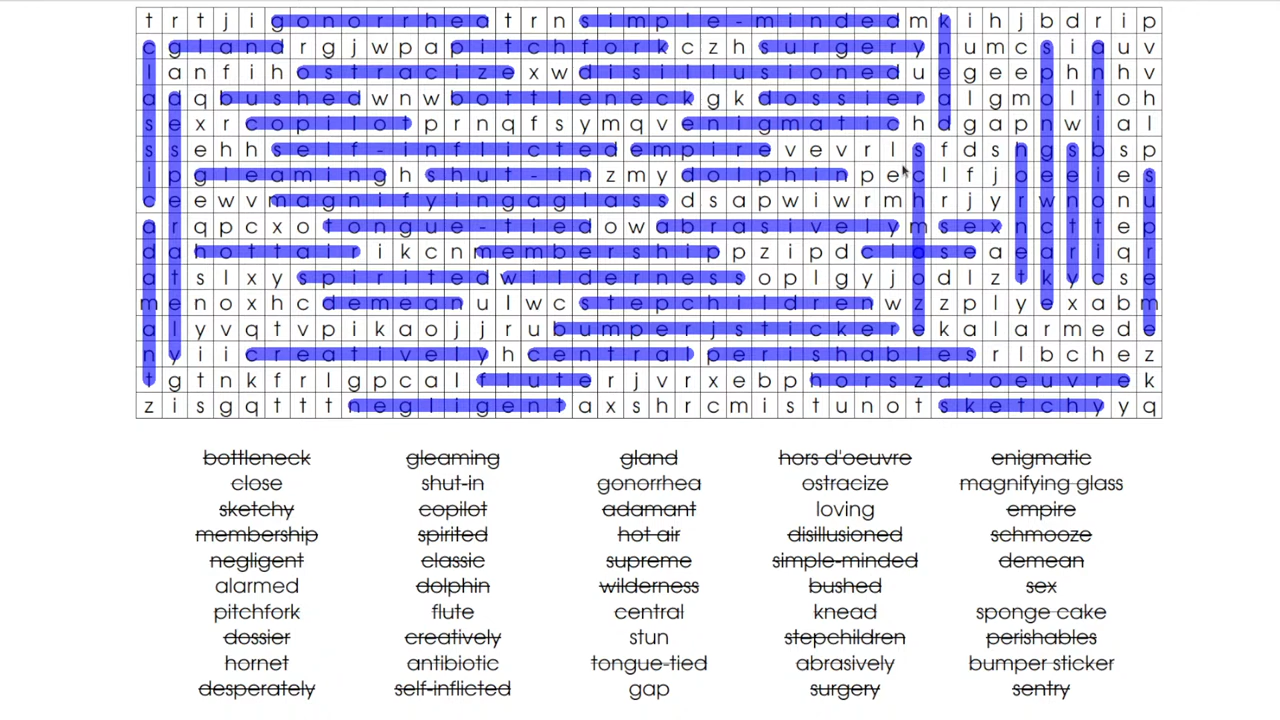 t r t j i g o n o r r h e a t r n s i m p l e - m i n d e d m k i h j b d r i p
c g l a n d r g j w p a p i t c h f o r k c z h s u r g e r y n u m c s i a u v
l a n f i h o s t r a c i z e x w d i s i l l u s i o n e d u e g e e p h n h v
a d q b u s h e d w n w b o t t l e n e c k g k d o s s i e r a l g m o l t o h
s e x r c o p i l o t p r n q f s y m q v e n i g m a t i c h d g a p n w i a l
s s e h h s e l f - i n f l i c t e d e m p i r e v e v r l s f d s h g s b s p
i p g l e a m i n g h s h u t - i n z m y d o l p h i n p e c l f j o e e i e s
c e e w v m a g n i f y i n g a g l a s s d s a p w i w r m h r j y r w n o n u
a r q p c x o t o n g u e - t i e d o w a b r a s i v e l y m s e x n c t t e p
d a h o t t a i r i k c n m e m b e r s h i p p z i p d c l o s e a e a r i q r
a t s l x y s p i r i t e d w i l d e r n e s s o p l g y j o d l z t k y c s e
m e n o x h c d e m e a n u l w c s t e p c h i l d r e n w z z p l y e x a b m
a l y v q t v p i k a o j j r u b u m p e r j s t i c k e r e k a l a r m e d e
n y i i c r e a t i v e l y h c e n t r a l p e r i s h a b l e s r l b c h e z
t g t n k f r l g p c a l f l u t e r j v r x e b p h o r s z d ' o e u v r e k
z i s g q t t t n e g l i g e n t a x s h r c m i s t u n o t s k e t c h y y q
bottleneck gleaming gland hors d'oeuvre enigmatic
close shut-in gonorrhea ostracize magnifying glass
sketchy copilot adamant loving empire
membership spirited hot air disillusioned schmooze
negligent classic supreme simple-minded demean
alarmed dolphin wilderness bushed sex
pitchfork flute central knead sponge cake
dossier creatively stun stepchildren perishables
hornet antibiotic tongue-tied abrasively bumper sticker
desperately self-inflicted gap surgery sentry